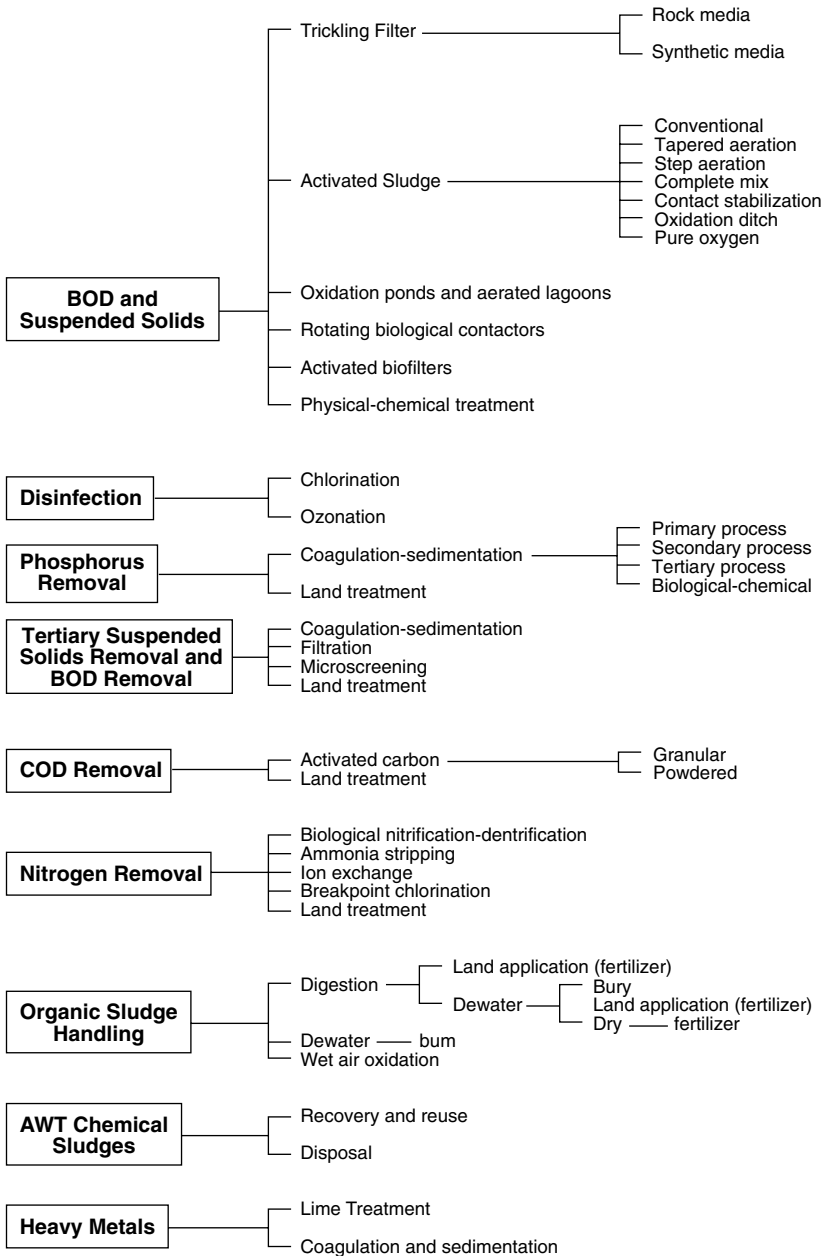 Trickling Filter
Rock media
Synthetic media
Activated Sludge
Conventional
Tapered aeration
Step aeration
Complete mix
Contact stabilization
Oxidation ditch
Pure oxygen
BOD and
Suspended Solids
Oxidation ponds and aerated lagoons
Rotating biological contactors
Activated biofilters
Physical-chemical treatment
Disinfection
Chlorination
Ozonation
Phosphorus
Removal
Coagulation-sedimentation
Land treatment
Primary process
Secondary process
Tertiary process
Biological-chemical
Tertiary Suspended
Solids Removal and
BOD Removal
Coagulation-sedimentation
Filtration
Microscreening
Land treatment
COD Removal
Activated carbon
Land treatment
Granular
Powdered
Nitrogen Removal
Biological nitrification-dentrification
Ammonia stripping
Ion exchange
Breakpoint chlorination
Land treatment
Organic Sludge
Handling
Digestion
Land application (fertilizer)
Dewater
Bury
Land application (fertilizer)
Dry
fertilizer
Dewater
bum
Wet air oxidation
AWT Chemical
Sludges
Recovery and reuse
Disposal
Heavy Metals
Lime Treatment
Coagulation and sedimentation